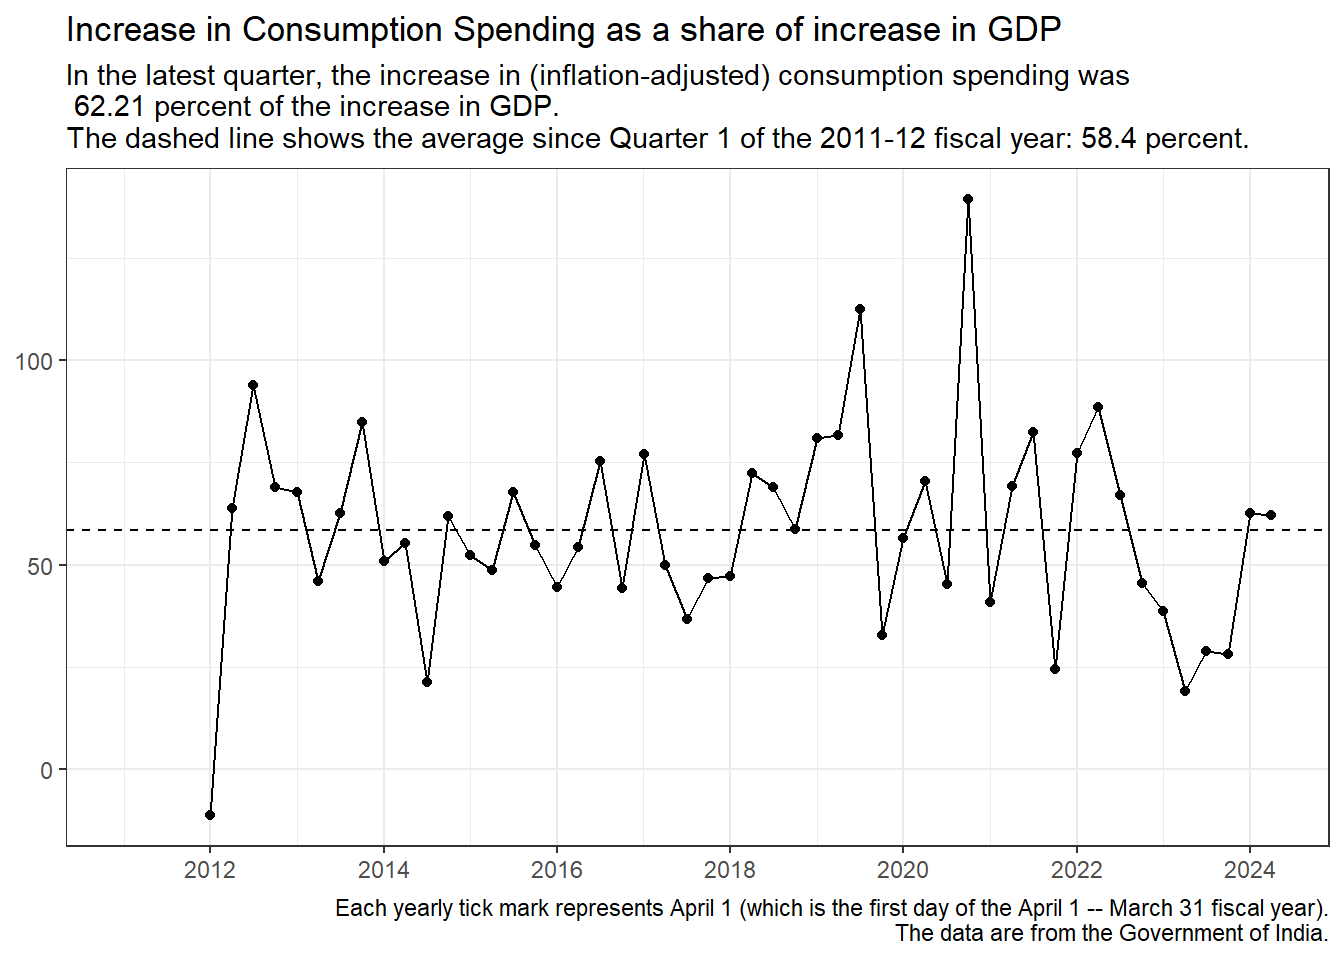 Increase in Consumption Spending as a share of increase in GDP
In the latest quarter, the increase in (inflation-adjusted) consumption spending was
62.21 percent of the increase in GDP.
The dashed line shows the average since Quarter 1 of the 2011-12 fiscal year: 58.4 percent.
100
50
0
2012 2014 2016 2018 2020 2022 2024
Each yearly tick mark represents April 1 (which is the first day of the April 1 -- March 31 fiscal year).
The data are from the Government of India.